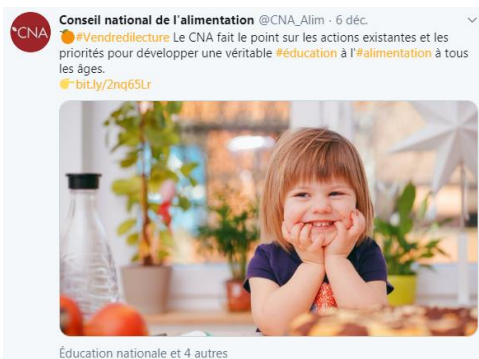 Conseil national de l'alimentation @CNA_Alim · 6 déc.
CNA
🍊#Vendredilecture Le CNA fait le point sur les actions existantes et les
priorités pour développer une véritable #éducation à l'#alimentation à tous
les âges.
👉bit.ly/2nq65Lr
Éducation nationale et 4 autres